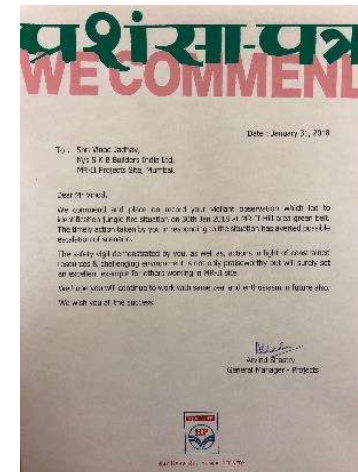 प्रशंसा-पत्र
WE COMMEND
Date : January 31, 2018
To : Shri Vinod Jadhav,
M/s S K B Builders India Ltd,
MR-II Projects Site, Mumbai.
Dear Mr Vinod,
We commend and place on record your vigilant observation which led to
identification jungle fire situation on 30th Jan 2018 at MR-II Hill area green belt.
The timely action taken by you in responding to the situation has averted possible
escalation of scenario.
The safety vigil demonstrated by you, as well as, actions in light of constrained
resources & challenging environment is not only praiseworthy but will surely set
an excellent example for others working in MR-II site.
We hope you will continue to work with same zeal and enthusiasm in future also.
We wish you all the success.
Arvind Shastry
General Manager - Projects
HP